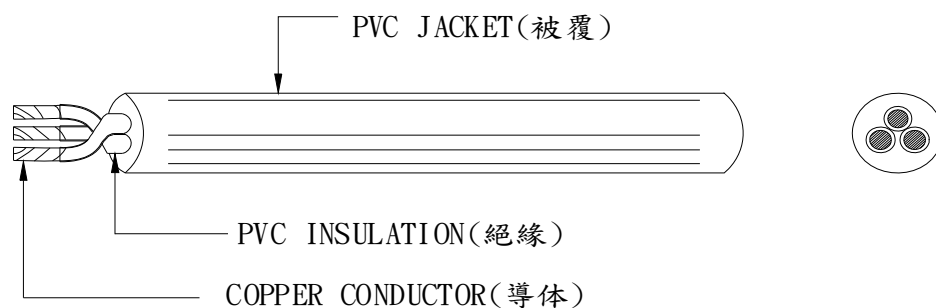 PVC JACKET(被覆)
PVC INSULATION(絕緣)
COPPER CONDUCTOR(導体)